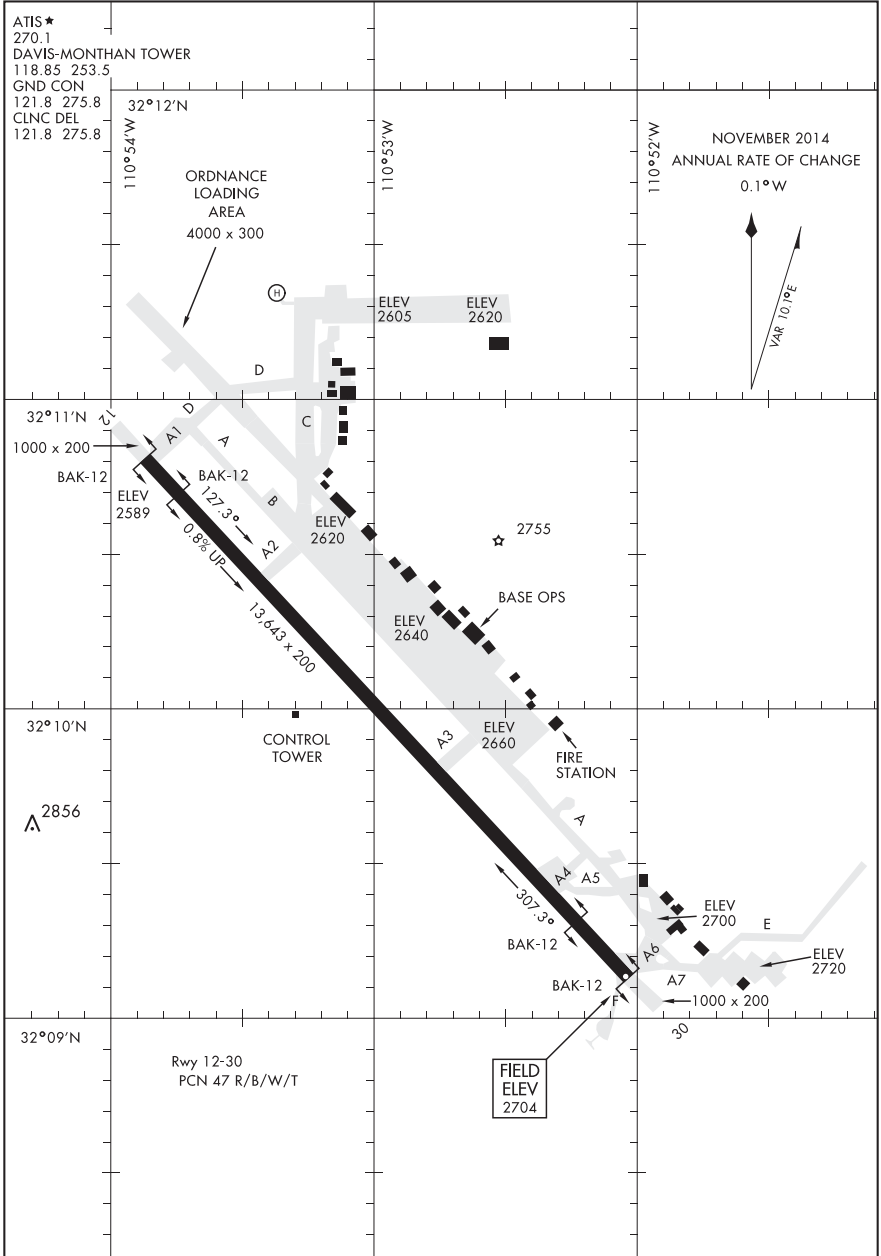 ATIS★
270.1
DAVIS-MONTHAN TOWER
118.85 253.5
GND CON
121.8 275.8
CLNC DEL
121.8 275.8
32°12'N
110°54'W
110°53'W
110°52'W
NOVEMBER 2014
ANNUAL RATE OF CHANGE
0.1°W
VAR 10.1°E
ORDNANCE
LOADING
AREA
4000 x 300
H
ELEV
2605
ELEV
2620
D
32°11'N
12
D
C
A1
A
1000 x 200
BAK-12
BAK-12
ELEV
2589
127.3°
B
0.8% UP
A2
ELEV
2620
2755
BASE OPS
ELEV
2640
13,643 x 200
32°10'N
CONTROL
TOWER
A3
ELEV
2660
FIRE
STATION
2856
A
A4
A5
307.3°
ELEV
2700
E
BAK-12
A6
ELEV
2720
BAK-12
A7
F
1000 x 200
32°09'N
30
Rwy 12-30
PCN 47 R/B/W/T
FIELD
ELEV
2704